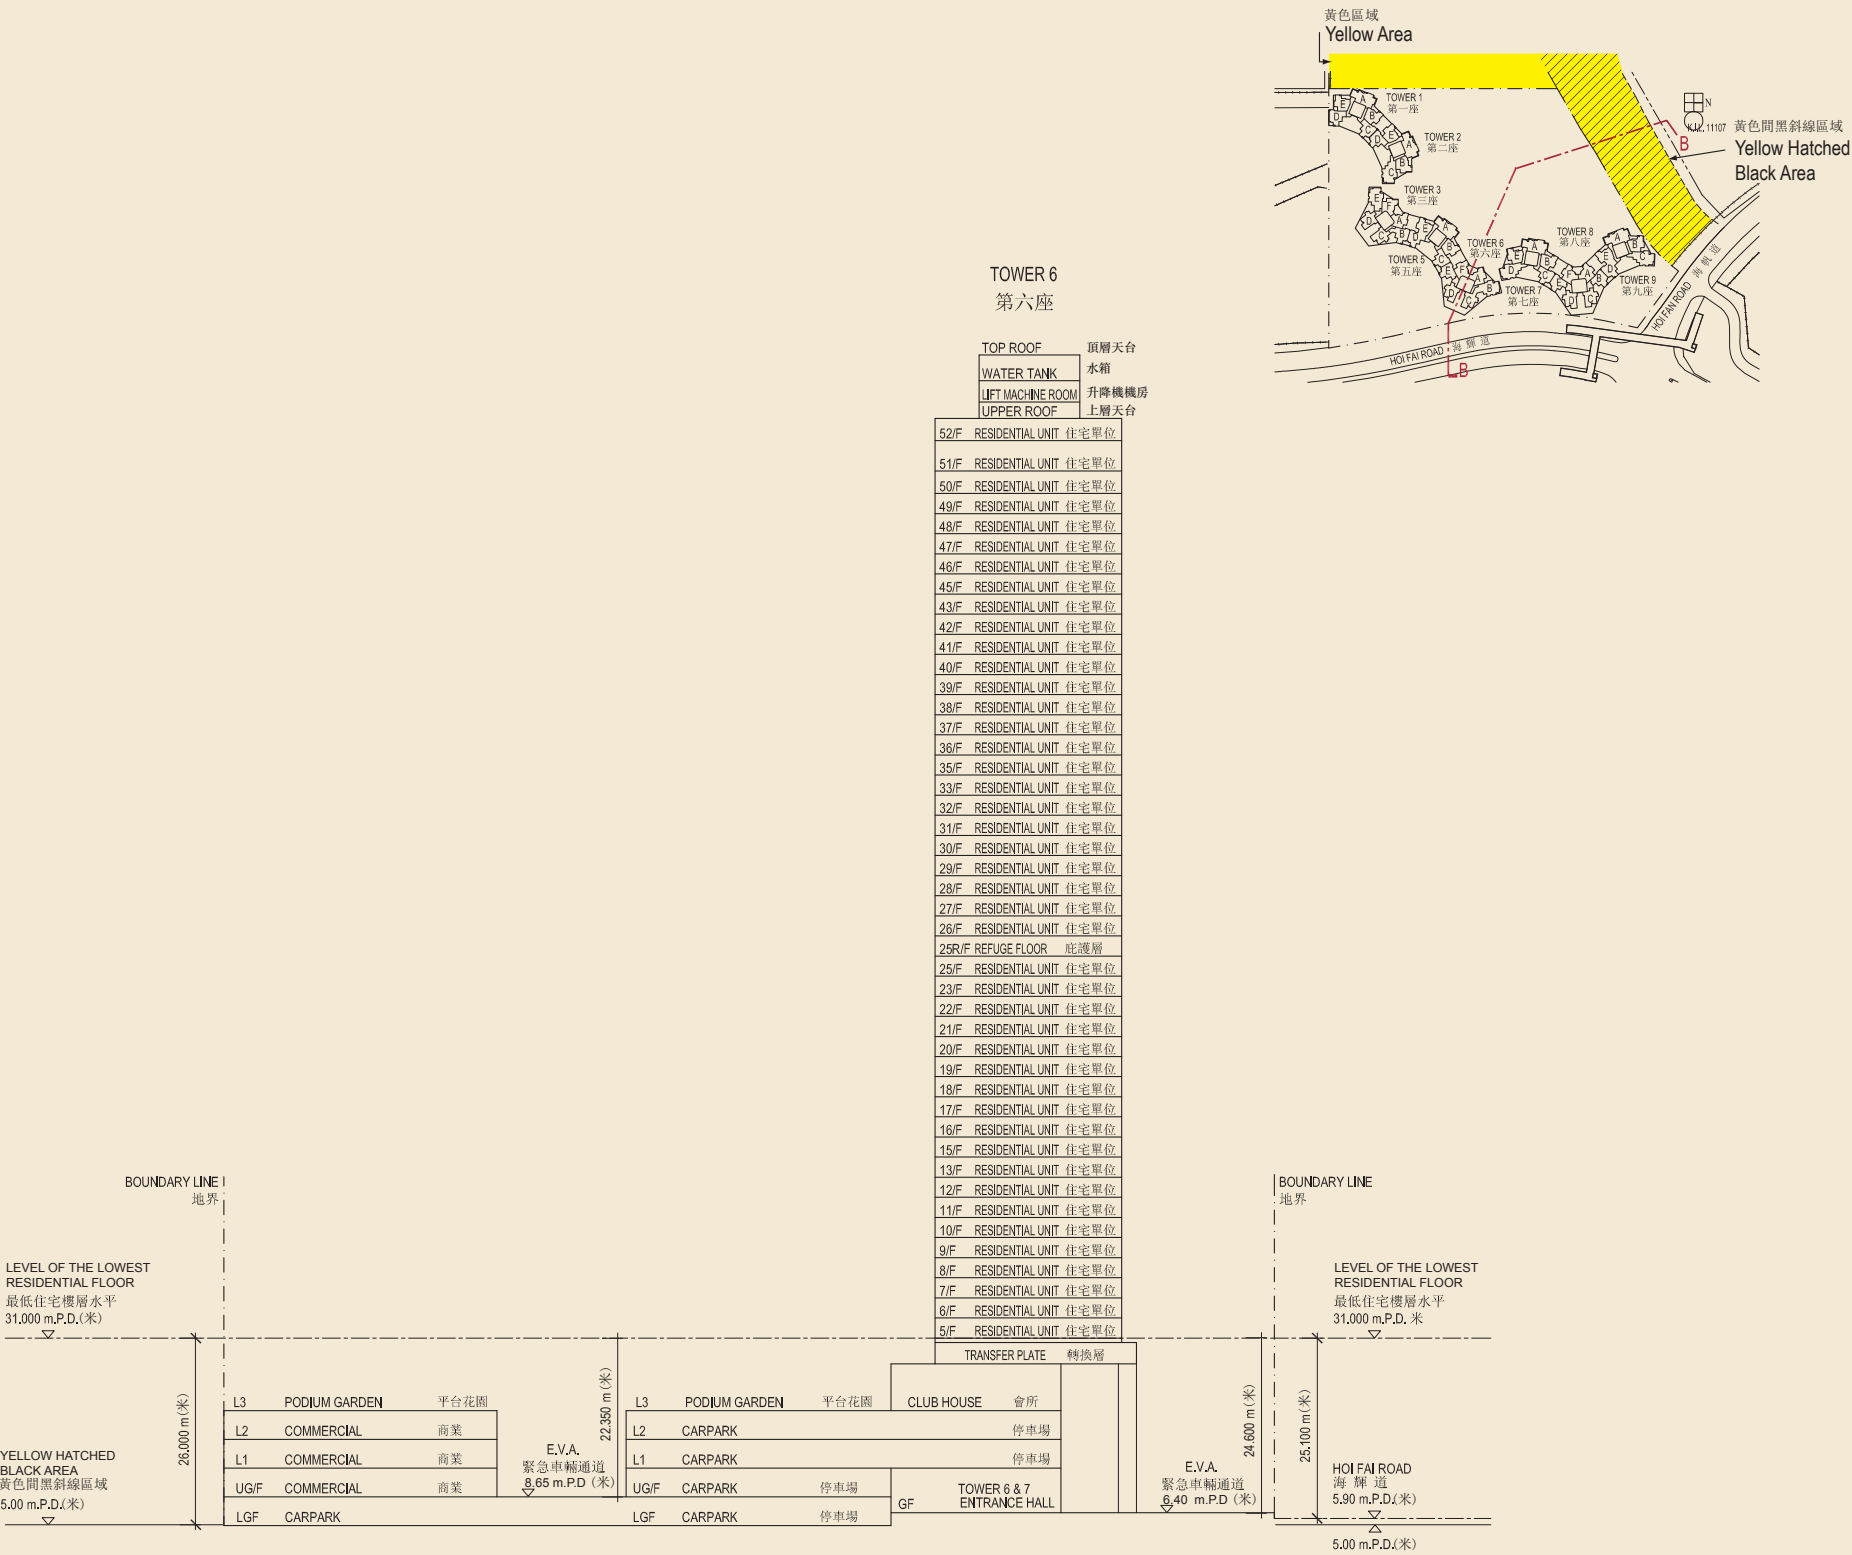 黃色區域
Yellow Area
N
K.I.L. 11107
黃色間黑斜線區域
Yellow Hatched
Black Area
B
TOWER 1
第一座
TOWER 2
第二座
TOWER 3
第三座
TOWER 5
第五座
TOWER 6
第六座
TOWER 7
第七座
TOWER 8
第八座
TOWER 9
第九座
HOI FAN ROAD 海帆道
HOI FAI ROAD 海輝道
B
TOWER 6
第六座
TOP ROOF 頂層天台
WATER TANK 水箱
LIFT MACHINE ROOM 升降機機房
UPPER ROOF 上層天台
52/F RESIDENTIAL UNIT 住宅單位
51/F RESIDENTIAL UNIT 住宅單位
50/F RESIDENTIAL UNIT 住宅單位
49/F RESIDENTIAL UNIT 住宅單位
48/F RESIDENTIAL UNIT 住宅單位
47/F RESIDENTIAL UNIT 住宅單位
46/F RESIDENTIAL UNIT 住宅單位
45/F RESIDENTIAL UNIT 住宅單位
43/F RESIDENTIAL UNIT 住宅單位
42/F RESIDENTIAL UNIT 住宅單位
41/F RESIDENTIAL UNIT 住宅單位
40/F RESIDENTIAL UNIT 住宅單位
39/F RESIDENTIAL UNIT 住宅單位
38/F RESIDENTIAL UNIT 住宅單位
37/F RESIDENTIAL UNIT 住宅單位
36/F RESIDENTIAL UNIT 住宅單位
35/F RESIDENTIAL UNIT 住宅單位
33/F RESIDENTIAL UNIT 住宅單位
32/F RESIDENTIAL UNIT 住宅單位
31/F RESIDENTIAL UNIT 住宅單位
30/F RESIDENTIAL UNIT 住宅單位
29/F RESIDENTIAL UNIT 住宅單位
28/F RESIDENTIAL UNIT 住宅單位
27/F RESIDENTIAL UNIT 住宅單位
26/F RESIDENTIAL UNIT 住宅單位
25R/F REFUGE FLOOR 庇護層
25/F RESIDENTIAL UNIT 住宅單位
23/F RESIDENTIAL UNIT 住宅單位
22/F RESIDENTIAL UNIT 住宅單位
21/F RESIDENTIAL UNIT 住宅單位
20/F RESIDENTIAL UNIT 住宅單位
19/F RESIDENTIAL UNIT 住宅單位
18/F RESIDENTIAL UNIT 住宅單位
17/F RESIDENTIAL UNIT 住宅單位
16/F RESIDENTIAL UNIT 住宅單位
15/F RESIDENTIAL UNIT 住宅單位
13/F RESIDENTIAL UNIT 住宅單位
12/F RESIDENTIAL UNIT 住宅單位
11/F RESIDENTIAL UNIT 住宅單位
10/F RESIDENTIAL UNIT 住宅單位
9/F RESIDENTIAL UNIT 住宅單位
8/F RESIDENTIAL UNIT 住宅單位
7/F RESIDENTIAL UNIT 住宅單位
6/F RESIDENTIAL UNIT 住宅單位
5/F RESIDENTIAL UNIT 住宅單位
TRANSFER PLATE 轉換層
BOUNDARY LINE
地界
LEVEL OF THE LOWEST
RESIDENTIAL FLOOR
最低住宅樓層水平
31.000 m.P.D.(米)
26.000 m(米)
YELLOW HATCHED
BLACK AREA
黃色間黑斜線區域
5.00 m.P.D.(米)
L3 PODIUM GARDEN 平台花園
L2 COMMERCIAL 商業
L1 COMMERCIAL 商業
UG/F COMMERCIAL 商業
LGF CARPARK
E.V.A.
緊急車輛通道
8.65 m.P.D (米)
22.350 m(米)
L3 PODIUM GARDEN 平台花園 CLUB HOUSE 會所
L2 CARPARK 停車場
L1 CARPARK 停車場
UG/F CARPARK 停車場
LGF CARPARK 停車場
GF TOWER 6 & 7
ENTRANCE HALL
E.V.A.
緊急車輛通道
6.40 m.P.D (米)
24.600 m(米)
25.100 m(米)
BOUNDARY LINE
地界
LEVEL OF THE LOWEST
RESIDENTIAL FLOOR
最低住宅樓層水平
31.000 m.P.D. 米
HOI FAI ROAD
海輝道
5.90 m.P.D.(米)
5.00 m.P.D.(米)